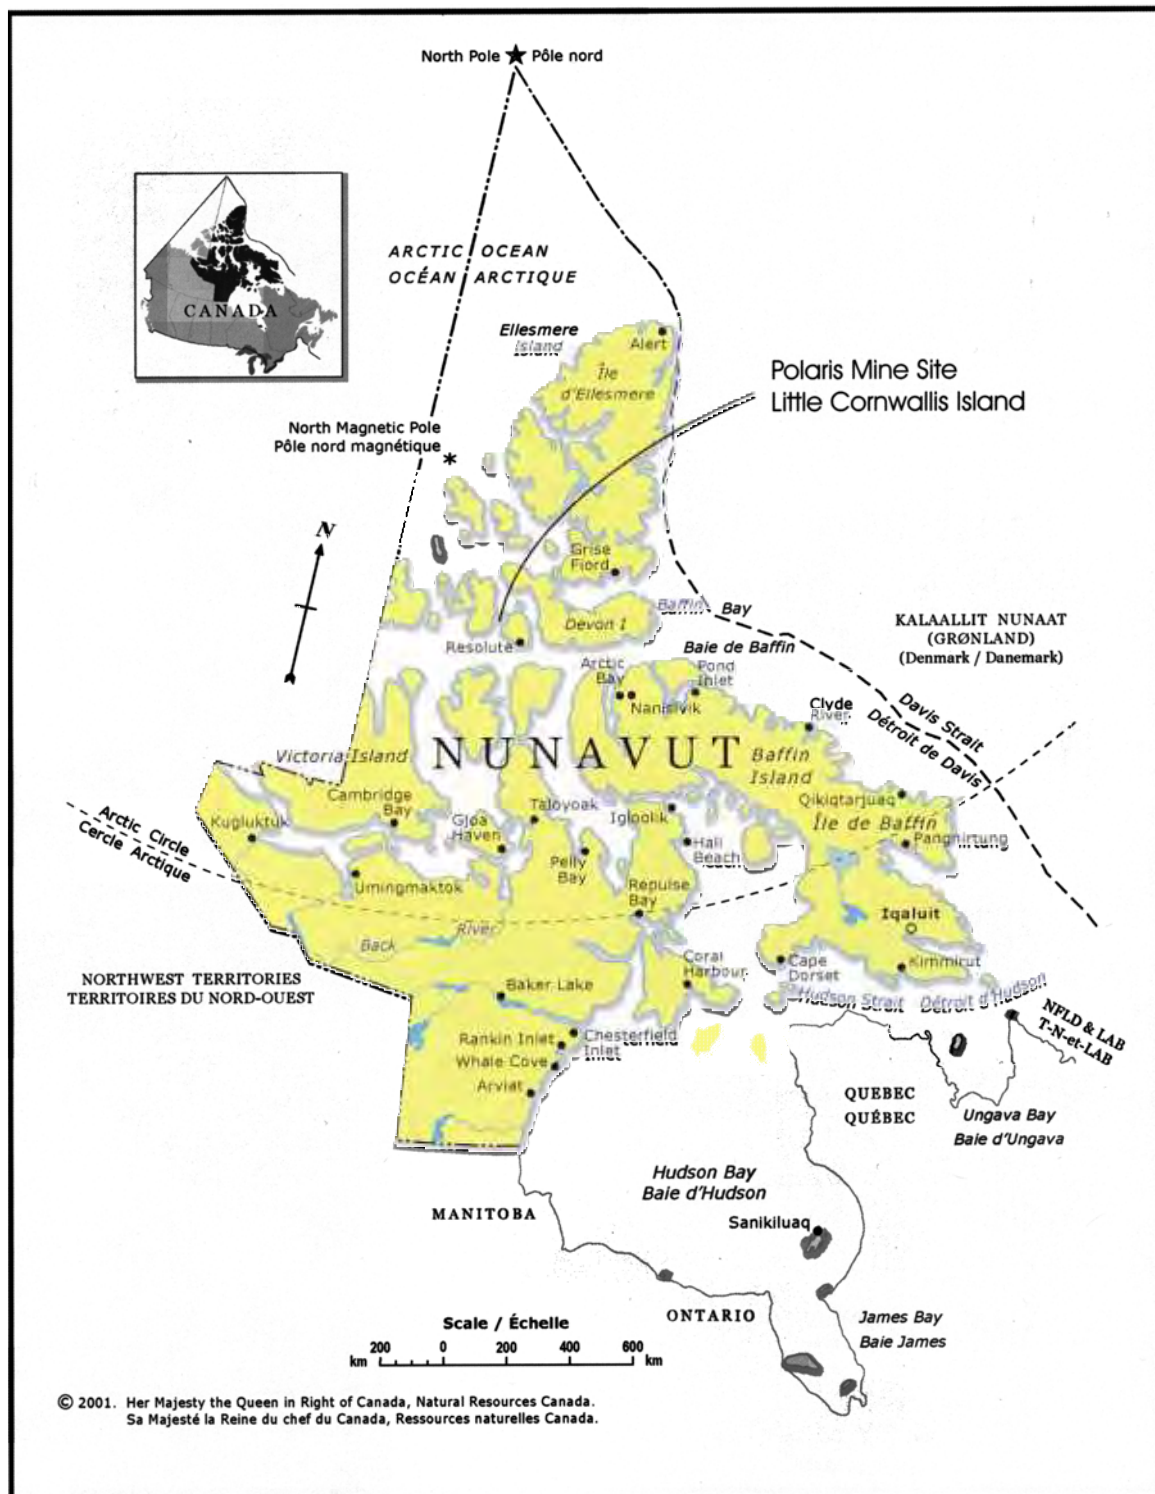 North Pole ★ Pôle nord
ARCTIC OCEAN
OCÉAN ARCTIQUE
CANADA
Ellesmere
Island
Alert
Île
d'Ellesmere
Polaris Mine Site
Little Cornwallis Island
North Magnetic Pole
Pôle nord magnétique
*
N
Grise
Fiord
Baffin Bay
Baie de Baffin
Devon I
Resolute
KALAALLIT NUNAAT
(GRØNLAND)
(Denmark / Danemark)
Arctic
Bay
Pond
Inlet
Nanisivik
Clyde
River
Davis Strait
Détroit de Davis
NUNAVUT
Victoria Island
Baffin
Island
Cambridge
Bay
Taloyoak
Igloolik
Qikiqtarjuaq
Île de Baffin
Kugluktuk
Gjoa
Haven
Hall
Beach
Pangnirtung
Arctic Circle
Cercle Arctique
Pelly
Bay
Umingmaktok
Repulse
Bay
Iqaluit
River
Back
Coral
Harbour
Cape
Dorset
Kimmirut
NORTHWEST TERRITORIES
TERRITOIRES DU NORD-OUEST
Baker Lake
Hudson Strait
Détroit d'Hudson
NFLD & LAB
T-N-et-LAB
Rankin Inlet
Chesterfield
Inlet
Whale Cove
Arviat
QUEBEC
QUÉBEC
Ungava Bay
Baie d'Ungava
Hudson Bay
Baie d'Hudson
MANITOBA
Sanikiluaq
ONTARIO
James Bay
Baie James
Scale / Échelle
200 0 200 400 600
km km
© 2001. Her Majesty the Queen in Right of Canada, Natural Resources Canada.
Sa Majesté la Reine du chef du Canada, Ressources naturelles Canada.